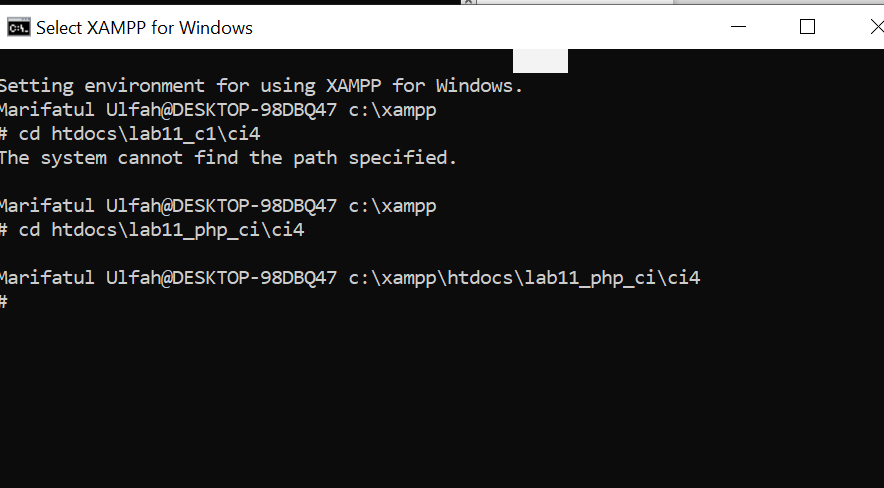 Select XAMPP for Windows
Setting environment for using XAMPP for Windows.
Marifatul Ulfah@DESKTOP-98DBQ47 c:\xampp
# cd htdocs\lab11_c1\ci4
The system cannot find the path specified.
Marifatul Ulfah@DESKTOP-98DBQ47 c:\xampp
# cd htdocs\lab11_php_ci\ci4
Marifatul Ulfah@DESKTOP-98DBQ47 c:\xampp\htdocs\lab11_php_ci\ci4
#